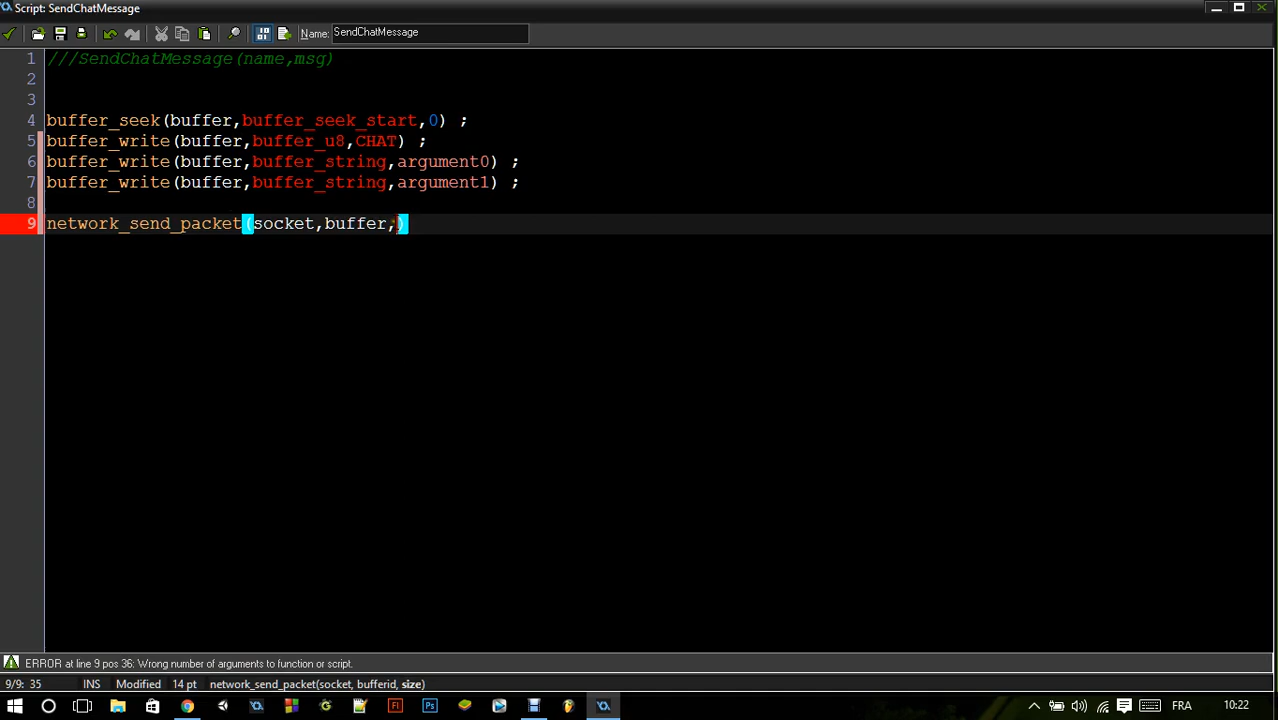 Script: SendChatMessage
Name: SendChatMessage
1 ///SendChatMessage(name,msg)
2
3
4 buffer_seek(buffer,buffer_seek_start,0) ;
5 buffer_write(buffer,buffer_u8,CHAT) ;
6 buffer_write(buffer,buffer_string,argument0) ;
7 buffer_write(buffer,buffer_string,argument1) ;
8
9 network_send_packet(socket,buffer,)
ERROR at line 9 pos 36: Wrong number of arguments to function or script.
9/9: 35 INS Modified 14 pt network_send_packet(socket, bufferid, size)
Fl Ps FRA 10:22